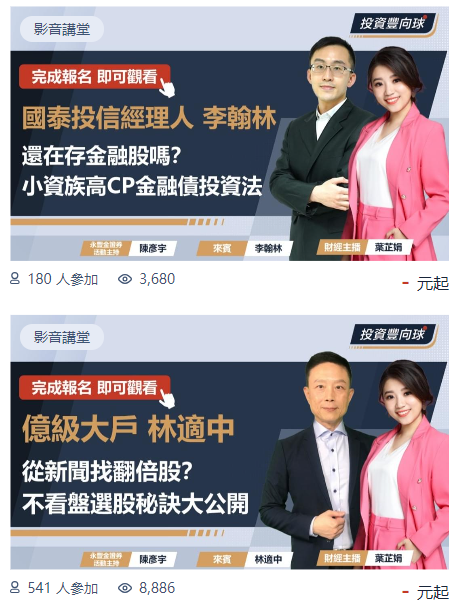 影音講堂
投資豐向球
完成報名 即可觀看
國泰投信經理人 李翰林
還在存金融股嗎?
小資族高CP金融債投資法
永豐金證券
活動主持
陳彥宇
來賓
李翰林
財經主播
葉芷娟
180 人參加
3,680
- 元起
影音講堂
投資豐向球
完成報名 即可觀看
億級大戶 林適中
從新聞找翻倍股?
不看盤選股秘訣大公開
永豐金證券
活動主持
陳彥宇
來賓
林適中
財經主播
葉芷娟
541 人參加
8,886
- 元起